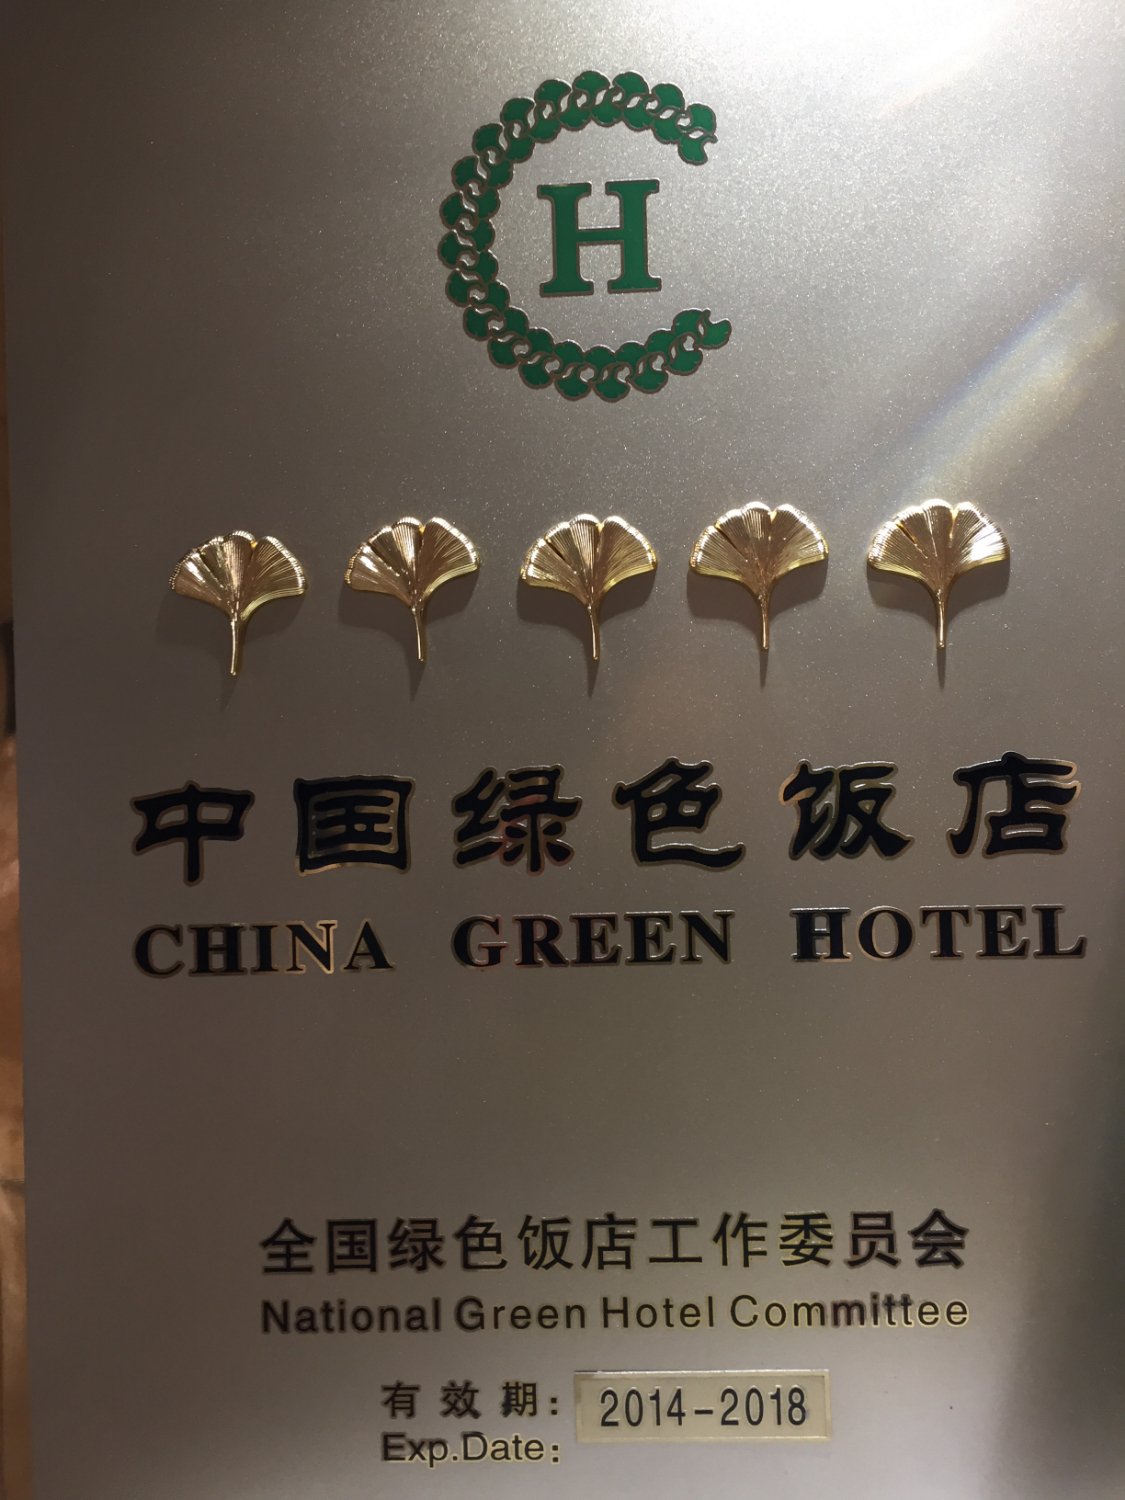 H
中国绿色饭店
CHINA GREEN HOTEL
全国绿色饭店工作委员会
National Green Hotel Committee
有效期: 2014-2018
Exp.Date: